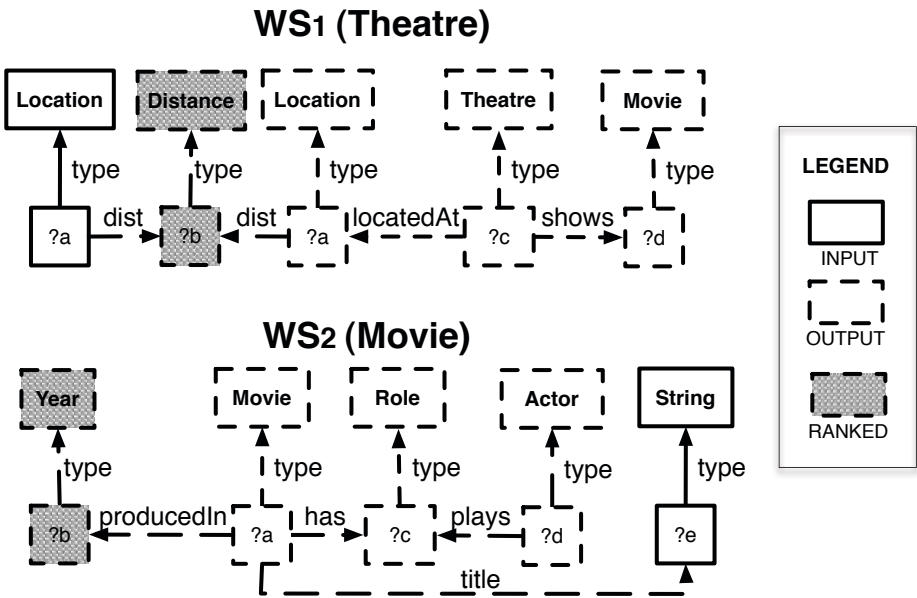 WS1 (Theatre)
Location Distance Location Theatre Movie
type type type type type
?a dist ?b dist ?a locatedAt ?c shows ?d
WS2 (Movie)
Year Movie Role Actor String
type type type type type
?b producedIn ?a has ?c plays ?d ?e
title
LEGEND
INPUT
OUTPUT
RANKED